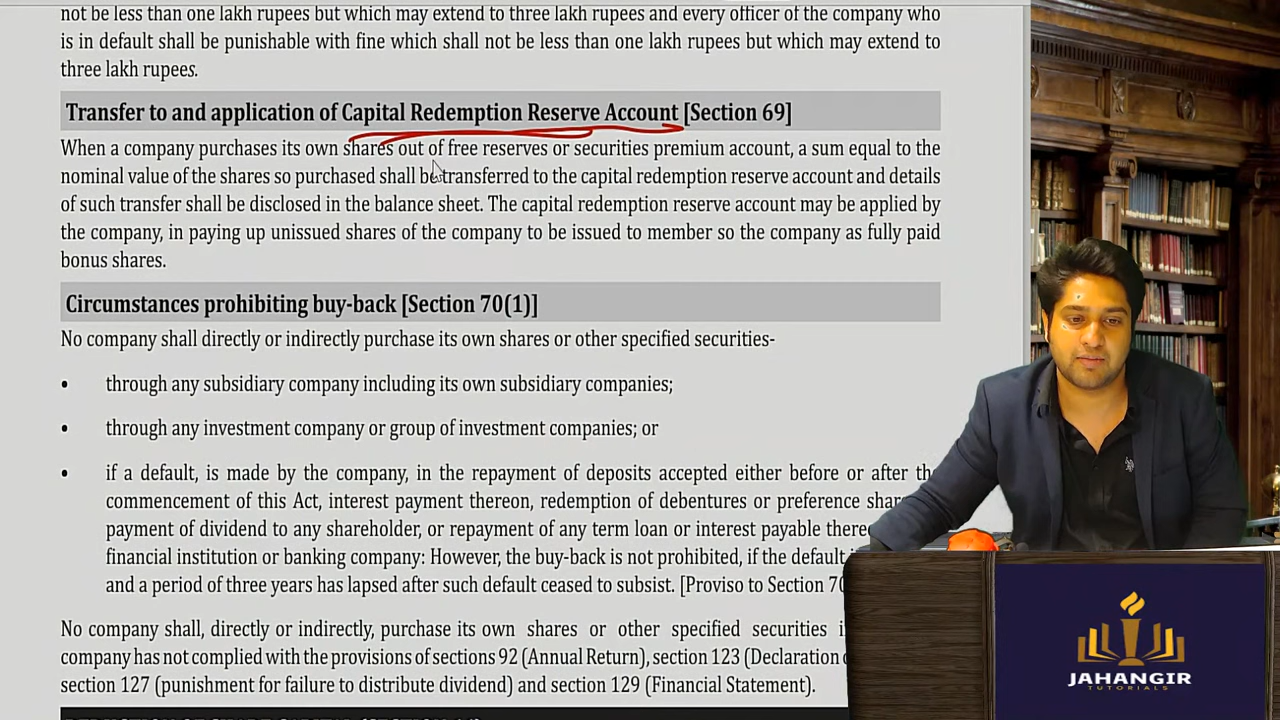 not be less than one lakh rupees but which may extend to three lakh rupees and every officer of the company who
is in default shall be punishable with fine which shall not be less than one lakh rupees but which may extend to
three lakh rupees.
Transfer to and application of Capital Redemption Reserve Account [Section 69]
When a company purchases its own shares out of free reserves or securities premium account, a sum equal to the
nominal value of the shares so purchased shall be transferred to the capital redemption reserve account and details
of such transfer shall be disclosed in the balance sheet. The capital redemption reserve account may be applied by
the company, in paying up unissued shares of the company to be issued to member so the company as fully paid
bonus shares.
Circumstances prohibiting buy-back [Section 70(1)]
No company shall directly or indirectly purchase its own shares or other specified securities-
• through any subsidiary company including its own subsidiary companies;
• through any investment company or group of investment companies; or
• if a default, is made by the company, in the repayment of deposits accepted either before or after the
commencement of this Act, interest payment thereon, redemption of debentures or preference
payment of dividend to any shareholder, or repayment of any term loan or interest payable
financial institution or banking company: However, the buy-back is not prohibited, if the default
and a period of three years has lapsed after such default ceased to subsist. [Proviso to Section
No company shall, directly or indirectly, purchase its own shares or other specified securities
company has not complied with the provisions of sections 92 (Annual Return), section 123 (Declaration
section 127 (punishment for failure to distribute dividend) and section 129 (Financial Statement).
JAHANGIR
TUTORIALS